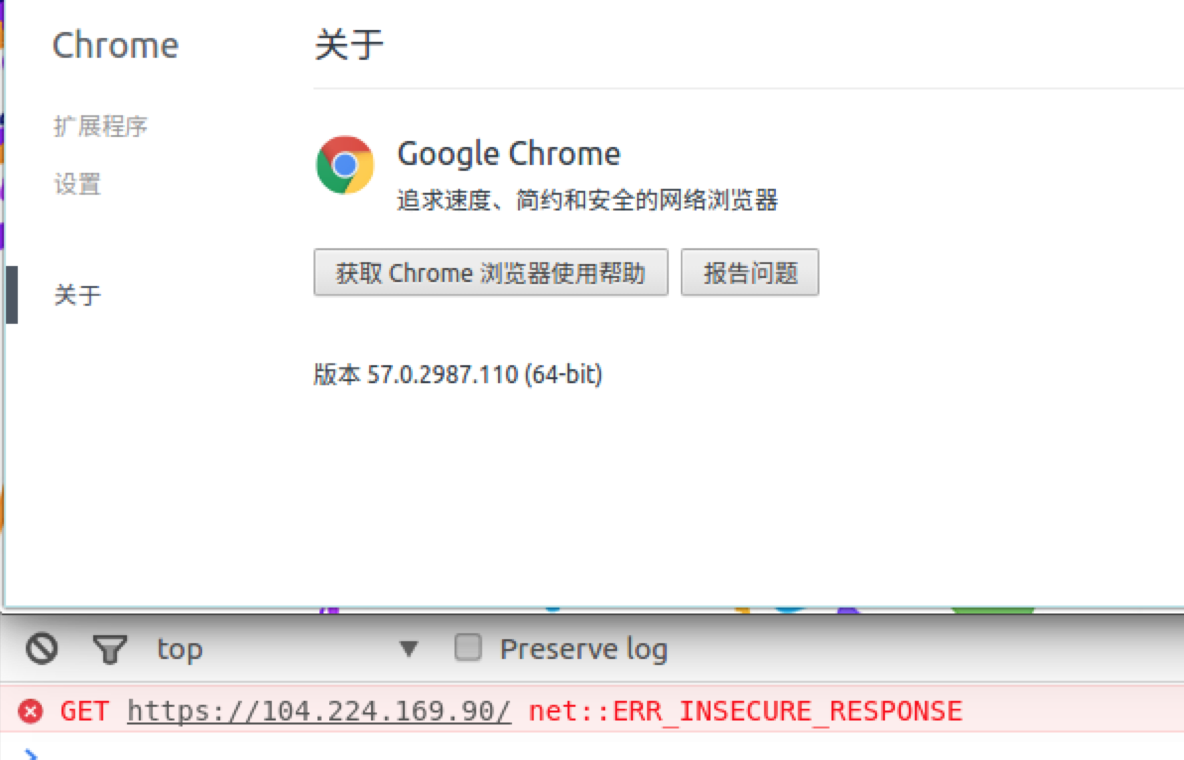 Chrome
关于
扩展程序
设置
关于
Google Chrome
追求速度、简约和安全的网络浏览器
获取 Chrome 浏览器使用帮助
报告问题
版本 57.0.2987.110 (64-bit)
top
Preserve log
GET https://104.224.169.90/ net::ERR_INSECURE_RESPONSE